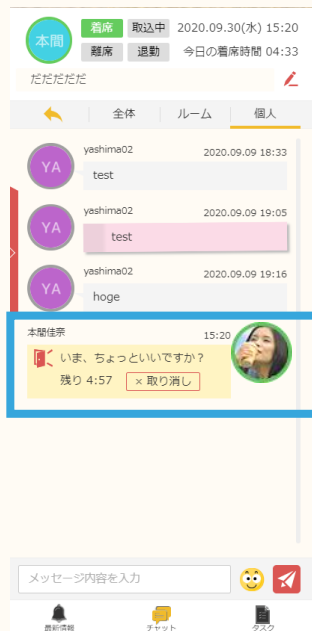 本間
着席 取込中 2020.09.30(水) 15:20
離席 退勤 今日の着席時間 04:33
だだだだだ
全体 ルーム 個人
yashima02 2020.09.09 18:33
YA
test
yashima02 2020.09.09 19:05
YA
test
yashima02 2020.09.09 19:16
YA
hoge
本間佳奈 15:20
いま、ちょっといいですか？
残り 4:57 ×取り消し
メッセージ内容を入力
最新情報 チャット タスク